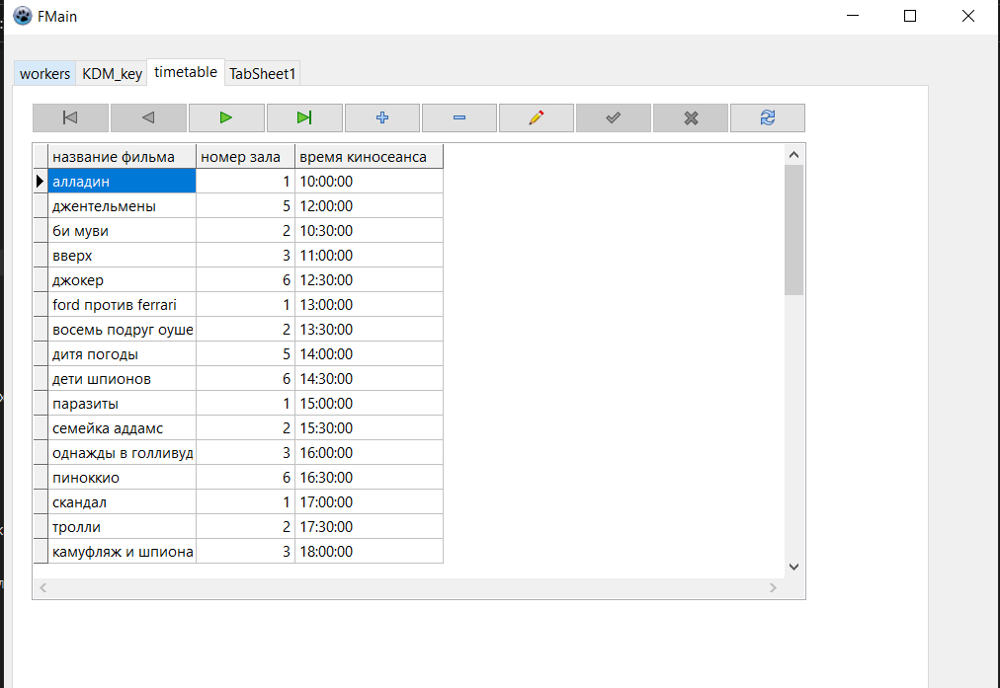 FMain
workers KDM_key timetable TabSheet1
название фильма номер зала время киносеанса
алладин 1 10:00:00
джентельмены 5 12:00:00
би муви 2 10:30:00
вверх 3 11:00:00
джокер 6 12:30:00
ford против ferrari 1 13:00:00
восемь подруг оуше 2 13:30:00
дитя погоды 5 14:00:00
дети шпионов 6 14:30:00
паразиты 1 15:00:00
семейка аддамс 2 15:30:00
однажды в голливуд 3 16:00:00
пиноккио 6 16:30:00
скандал 1 17:00:00
тролли 2 17:30:00
камуфляж и шпиона 3 18:00:00